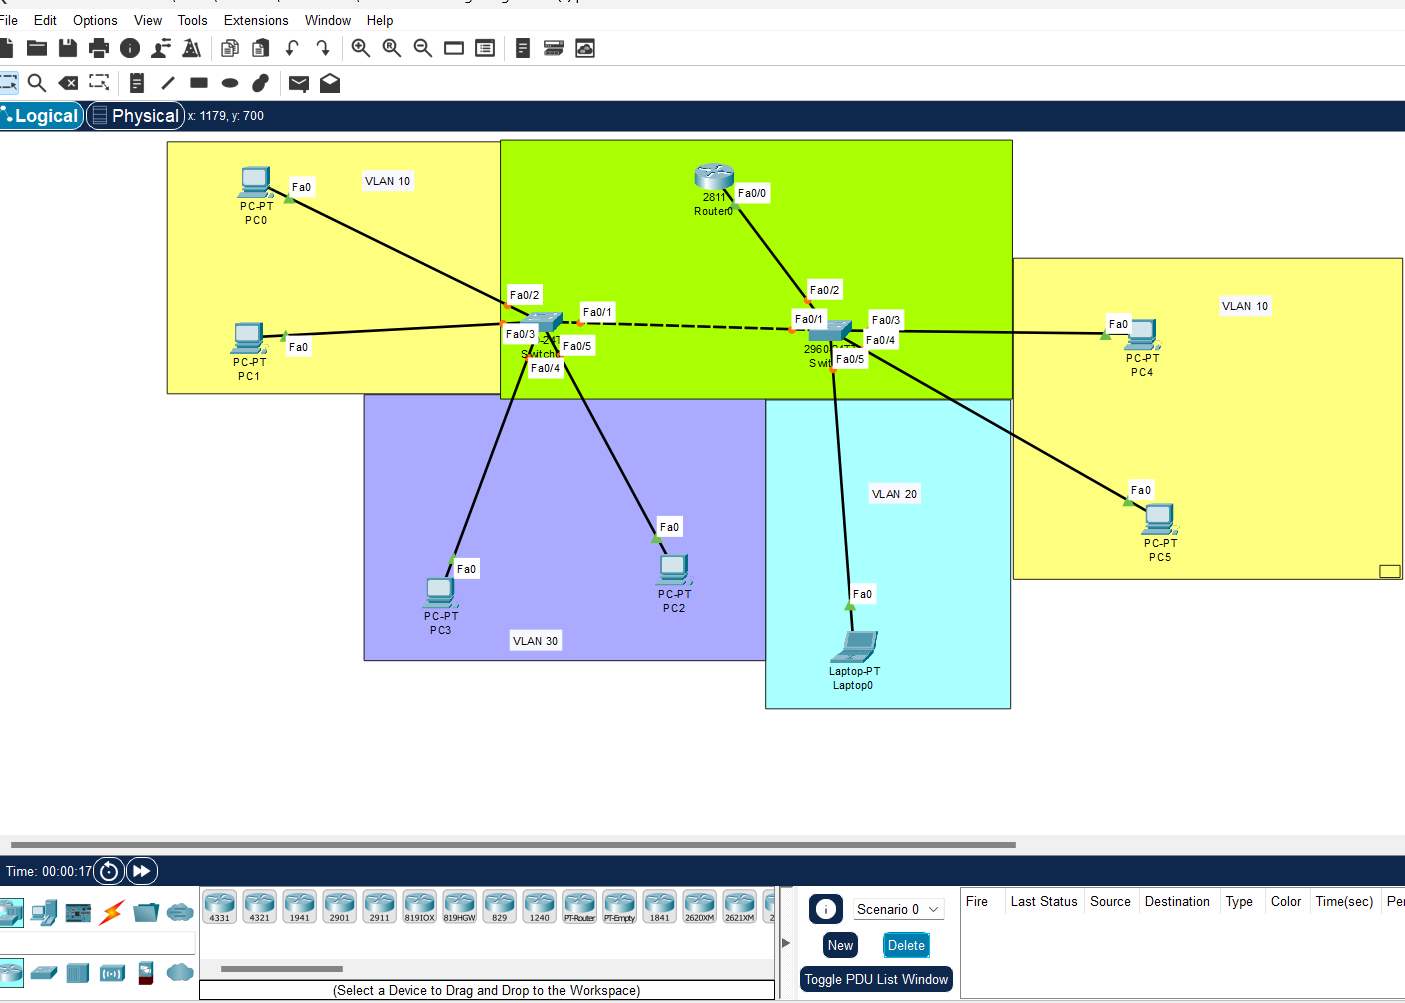 File Edit Options View Tools Extensions Window Help
Logical Physical x: 1179, y: 700
VLAN 10
Fa0
PC-PT
PC0
Fa0/0
2811
Router0
Fa0/2
Fa0/1
Fa0/3
Fa0/5
Fa0/4
Fa0
PC-PT
PC1
Fa0/2
Fa0/1
Fa0/3
Fa0/4
Fa0/5
VLAN 10
Fa0
PC-PT
PC4
Fa0
PC-PT
PC5
VLAN 20
Fa0
Laptop-PT
Laptop0
Fa0
PC-PT
PC2
Fa0
PC-PT
PC3
VLAN 30
Time: 00:00:17
4331 4321 1941 2901 2911 819IOX 819HGW 829 1240 PT-Router PT-Empty 1841 2620XM 2621XM
(Select a Device to Drag and Drop to the Workspace)
Scenario 0
New Delete
Toggle PDU List Window
Fire Last Status Source Destination Type Color Time(sec)